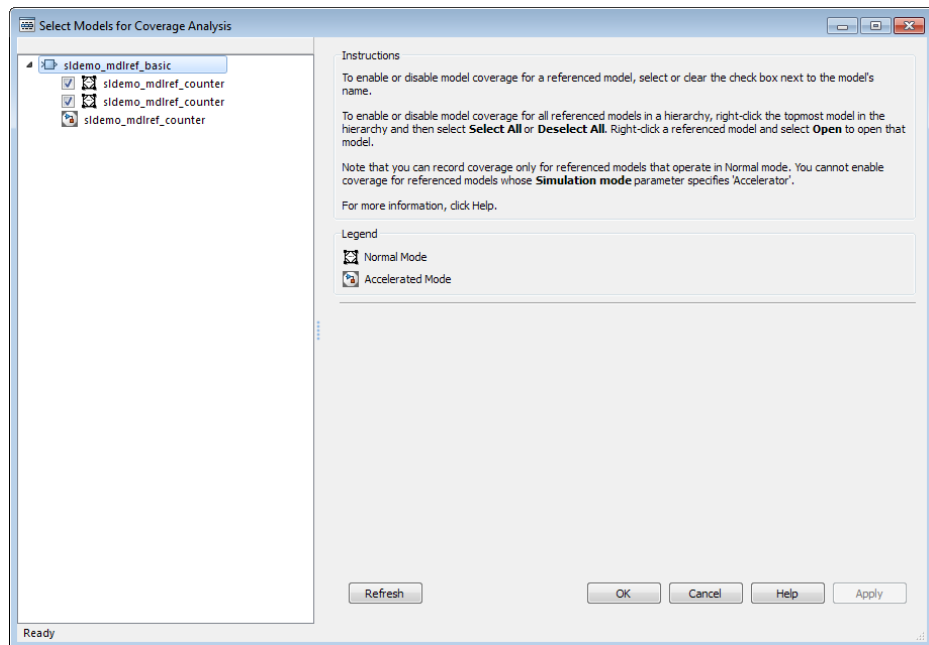 Select Models for Coverage Analysis
sldemo_mdlref_basic
sldemo_mdlref_counter
sldemo_mdlref_counter
sldemo_mdlref_counter
Instructions
To enable or disable model coverage for a referenced model, select or clear the check box next to the model's
name.
To enable or disable model coverage for all referenced models in a hierarchy, right-click the topmost model in the
hierarchy and then select Select All or Deselect All. Right-click a referenced model and select Open to open that
model.
Note that you can record coverage only for referenced models that operate in Normal mode. You cannot enable
coverage for referenced models whose Simulation mode parameter specifies 'Accelerator'.
For more information, click Help.
Legend
Normal Mode
Accelerated Mode
Refresh OK Cancel Help Apply
Ready